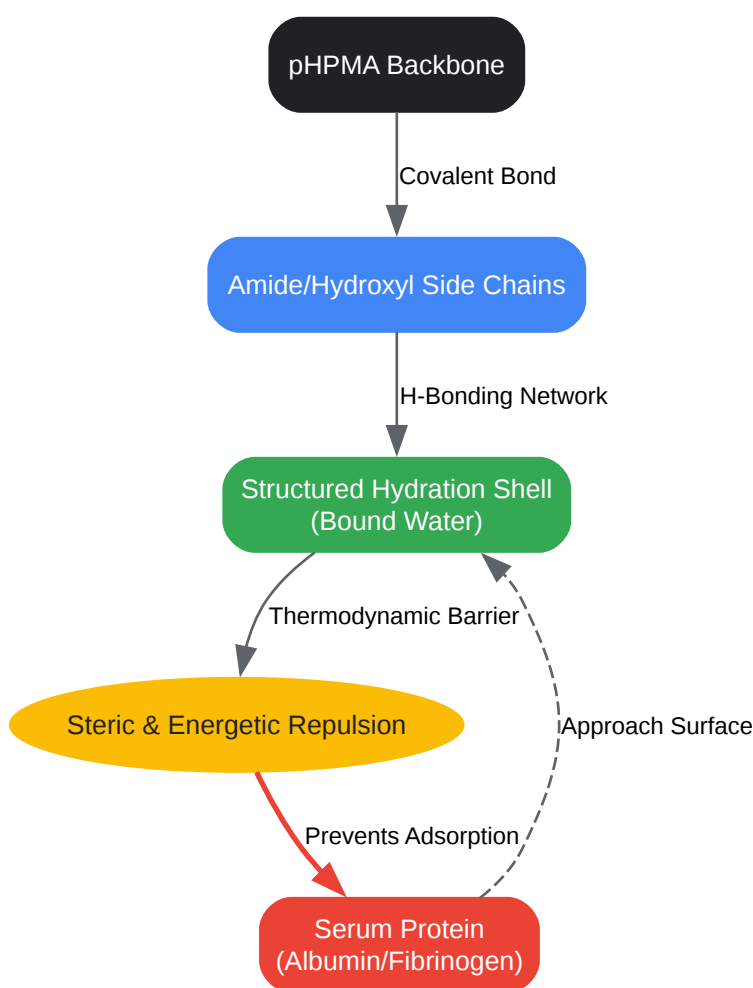 pHPMA Backbone
Covalent Bond
Amide/Hydroxyl Side Chains
H-Bonding Network
Structured Hydration Shell
(Bound Water)
Thermodynamic Barrier
Steric & Energetic Repulsion
Approach Surface
Prevents Adsorption
Serum Protein
(Albumin/Fibrinogen)